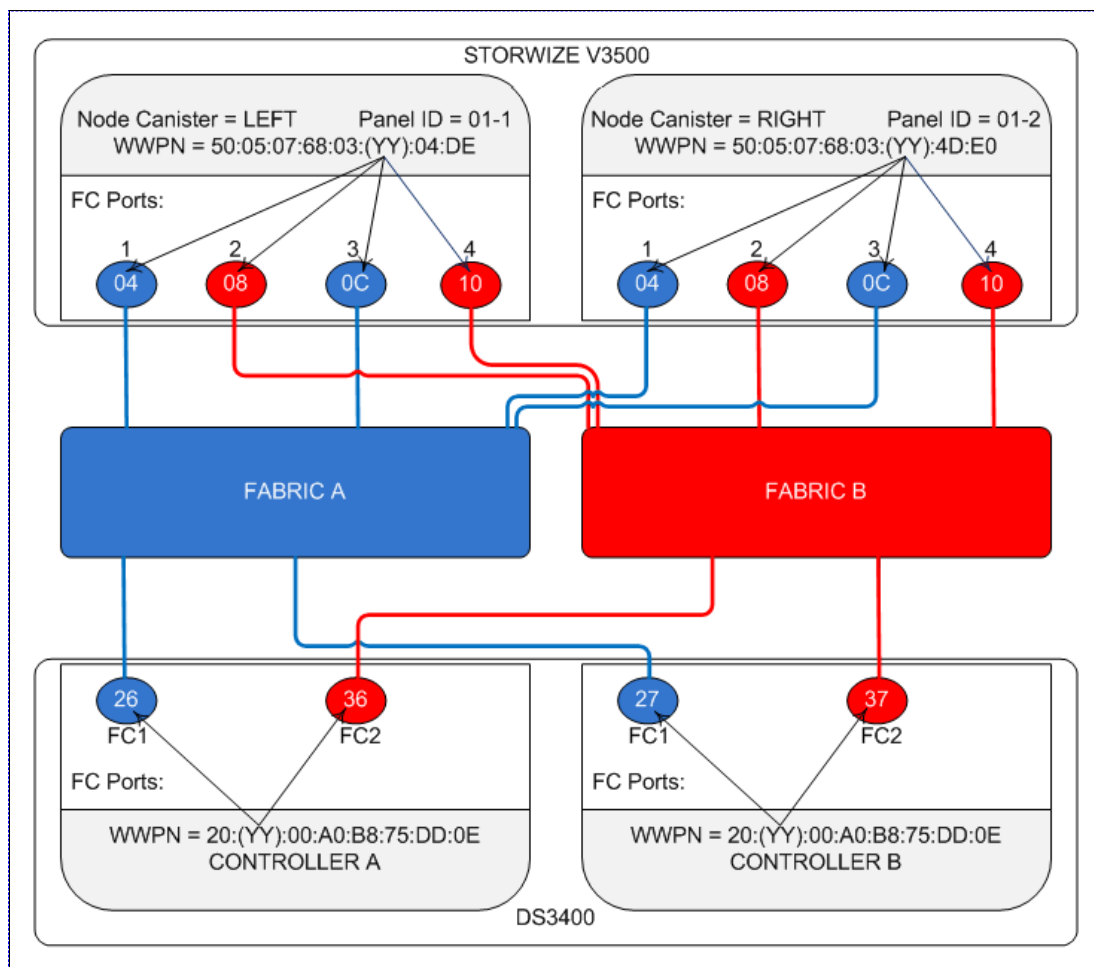 STORWIZE V3500
Node Canister = LEFT Panel ID = 01-1
WWPN = 50:05:07:68:03:(YY):04:DE
FC Ports:
1 2 3 4
04 08 0C 10
Node Canister = RIGHT Panel ID = 01-2
WWPN = 50:05:07:68:03:(YY):4D:E0
FC Ports:
1 2 3 4
04 08 0C 10
FABRIC A
FABRIC B
26 36
FC1 FC2
FC Ports:
WWPN = 20:(YY):00:A0:B8:75:DD:0E
CONTROLLER A
27 37
FC1 FC2
FC Ports:
WWPN = 20:(YY):00:A0:B8:75:DD:0E
CONTROLLER B
DS3400